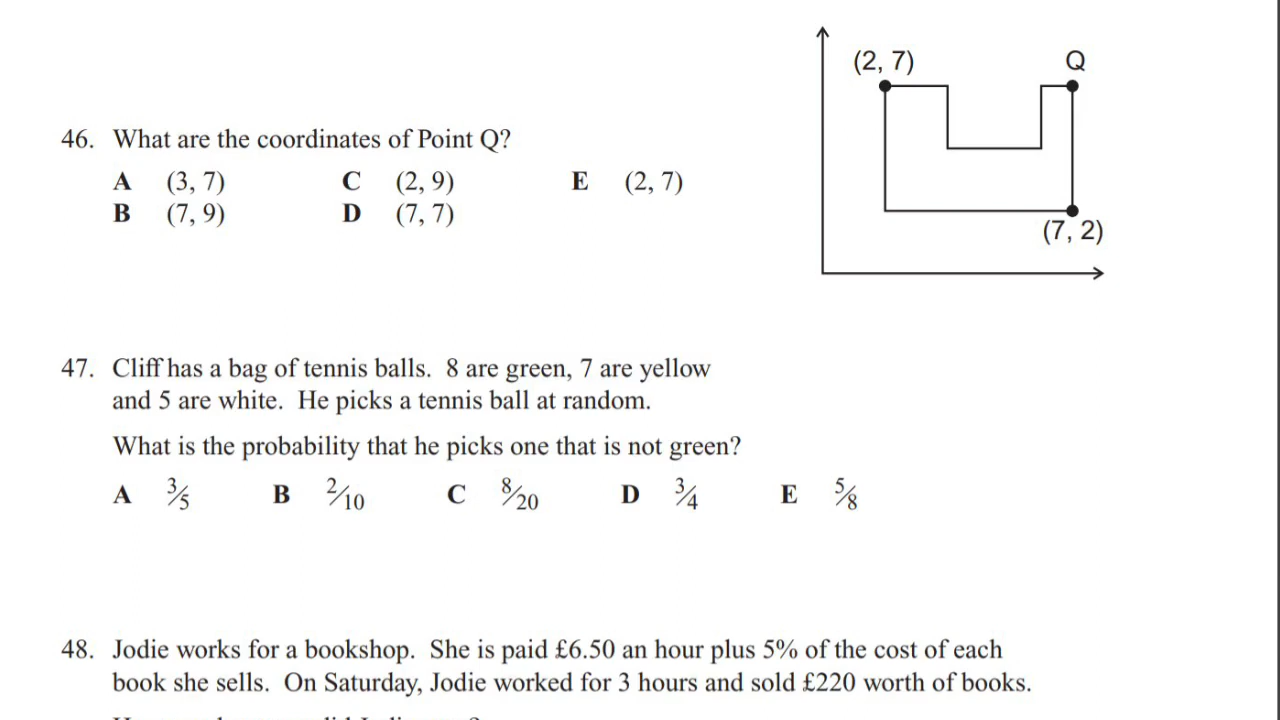 (2, 7) Q
46. What are the coordinates of Point Q?
A (3, 7) C (2, 9) E (2, 7)
B (7, 9) D (7, 7)
(7, 2)
47. Cliff has a bag of tennis balls. 8 are green, 7 are yellow
and 5 are white. He picks a tennis ball at random.
What is the probability that he picks one that is not green?
A 3/5 B 2/10 C 8/20 D 3/4 E 5/8
48. Jodie works for a bookshop. She is paid £6.50 an hour plus 5% of the cost of each
book she sells. On Saturday, Jodie worked for 3 hours and sold £220 worth of books.